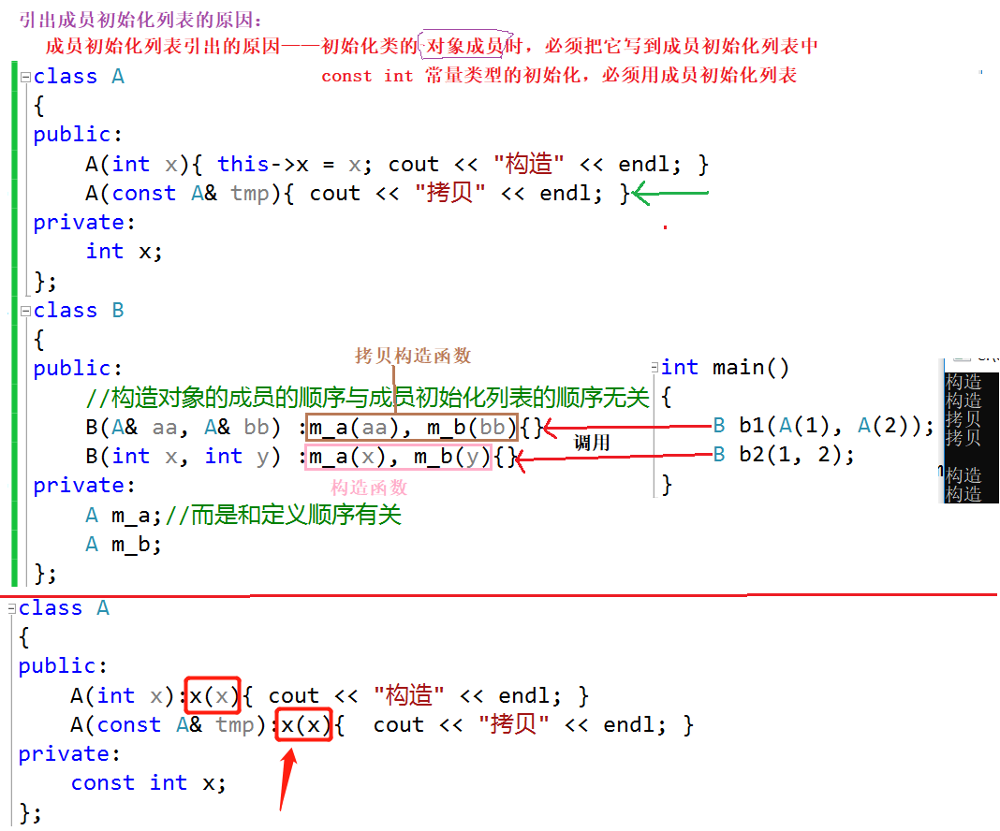 引出成员初始化列表的原因：
成员初始化列表引出的原因——初始化类的 对象成员时，必须把它写到成员初始化列表中
const int 常量类型的初始化，必须用成员初始化列表
class A
{
public:
A(int x){ this->x = x; cout << "构造" << endl; }
A(const A& tmp){ cout << "拷贝" << endl; }
private:
int x;
};
class B
{
public:
拷贝构造函数
//构造对象的成员的顺序与成员初始化列表的顺序无关
B(A& aa, A& bb) :m_a(aa), m_b(bb){}
B(int x, int y) :m_a(x), m_b(y){}
构造函数
private:
A m_a;//而是和定义顺序有关
A m_b;
};
调用
int main()
{
B b1(A(1), A(2));
B b2(1, 2);
}
构造
构造
拷贝
拷贝
构造
构造
class A
{
public:
A(int x):x(x){ cout << "构造" << endl; }
A(const A& tmp):x(x){ cout << "拷贝" << endl; }
private:
const int x;
};